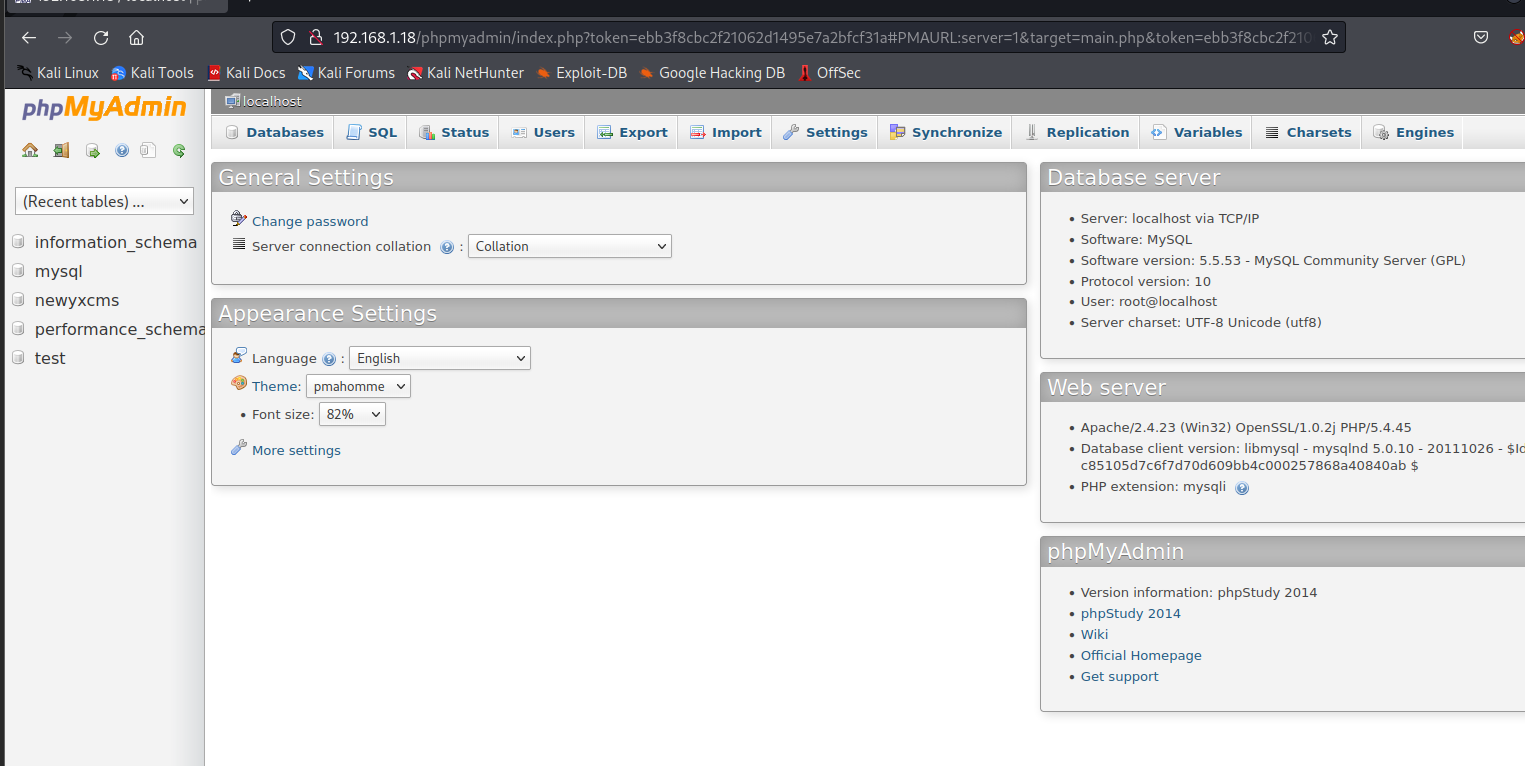 192.168.1.18/phpmyadmin/index.php?token=ebb3f8cbc2f21062d1495e7a2bfcf31a#PMAURL:server=1&target=main.php&token=ebb3f8cbc2f210
Kali Linux Kali Tools Kali Docs Kali Forums Kali NetHunter Exploit-DB Google Hacking DB OffSec
phpMyAdmin
(Recent tables) ...
information_schema
mysql
newyxcms
performance_schema
test
localhost
Databases SQL Status Users Export Import Settings Synchronize Replication Variables Charsets Engines
General Settings
Change password
Server connection collation : Collation
Appearance Settings
Language : English
Theme: pmahomme
• Font size: 82%
More settings
Database server
• Server: localhost via TCP/IP
• Software: MySQL
• Software version: 5.5.53 - MySQL Community Server (GPL)
• Protocol version: 10
• User: root@localhost
• Server charset: UTF-8 Unicode (utf8)
Web server
• Apache/2.4.23 (Win32) OpenSSL/1.0.2j PHP/5.4.45
• Database client version: libmysql - mysqlnd 5.0.10 - 20111026 - $Id
c85105d7c6f7d70d609bb4c000257868a40840ab $
• PHP extension: mysqli
phpMyAdmin
• Version information: phpStudy 2014
• phpStudy 2014
• Wiki
• Official Homepage
• Get support